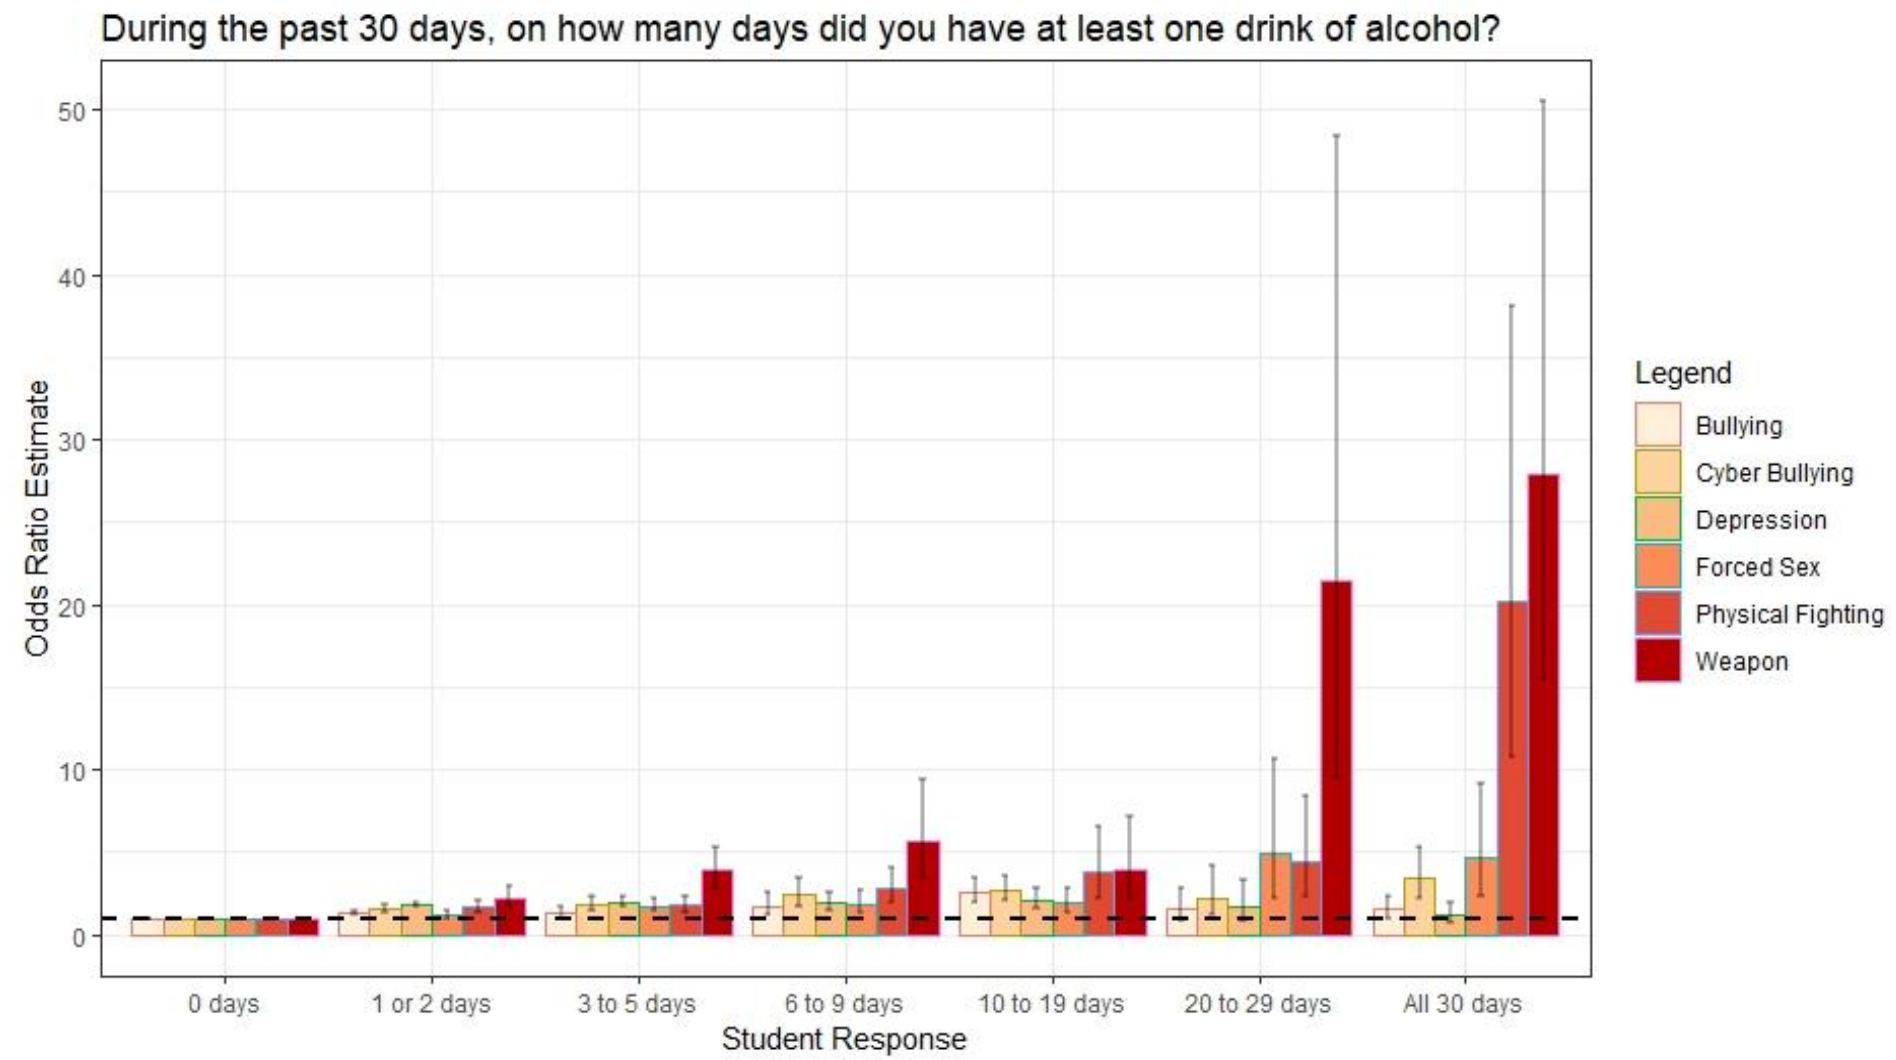 During the past 30 days, on how many days did you have at least one drink of alcohol?
50
40
30
20
10
0
Odds Ratio Estimate
0 days
1 or 2 days
3 to 5 days
6 to 9 days
10 to 19 days
20 to 29 days
All 30 days
Student Response
Legend
Bullying
Cyber Bullying
Depression
Forced Sex
Physical Fighting
Weapon